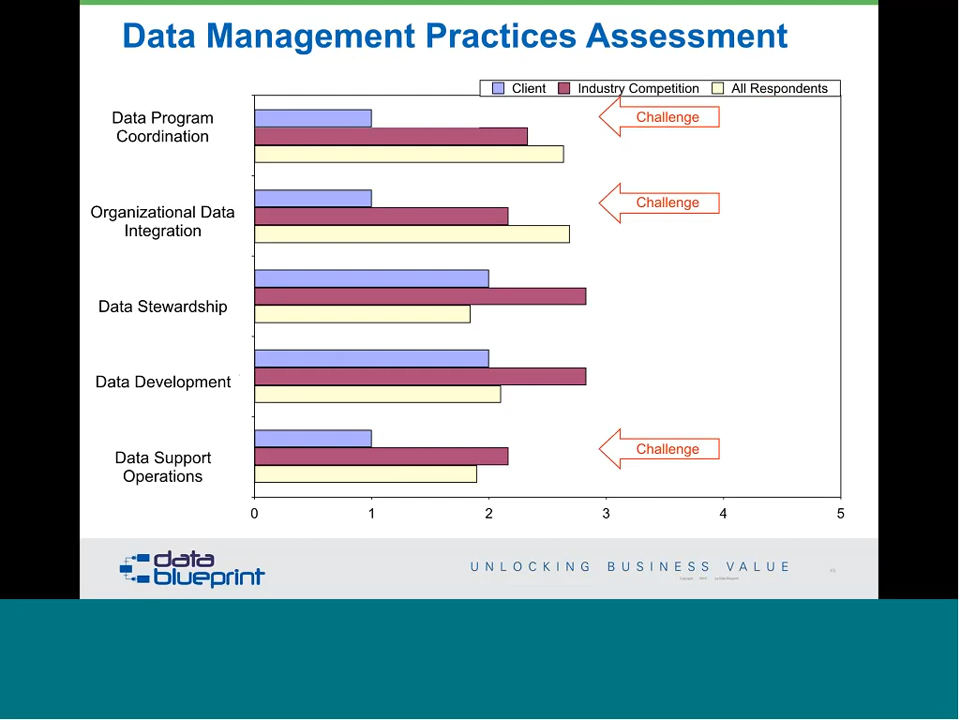 Data Management Practices Assessment
Client Industry Competition All Respondents
Data Program
Coordination
Challenge
Organizational Data
Integration
Challenge
Data Stewardship
Data Development
Data Support
Operations
Challenge
0 1 2 3 4 5
data
blueprint
UNLOCKING BUSINESS VALUE